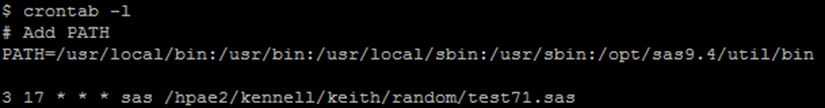 $ crontab -l
# Add PATH
PATH=/usr/local/bin:/usr/bin:/usr/local/sbin:/usr/sbin:/opt/sas9.4/util/bin
3 17 * * * sas /hpae2/kennell/keith/random/test71.sas